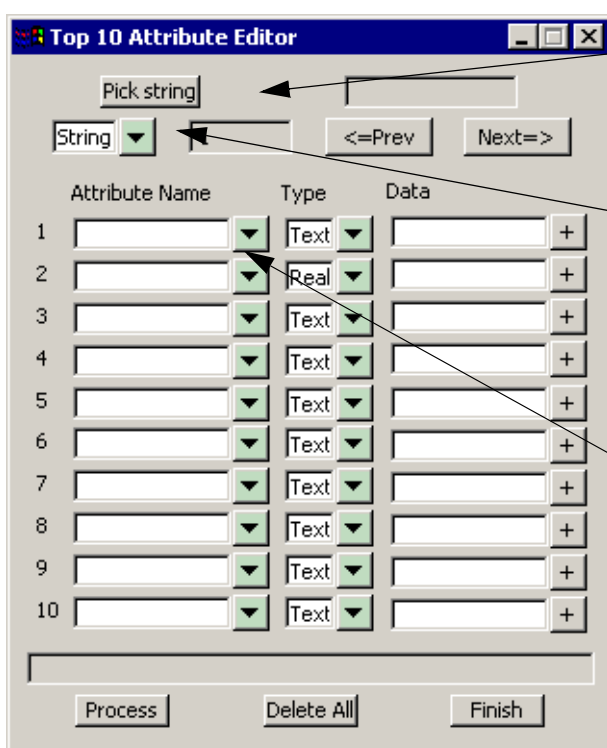 Top 10 Attribute Editor
Pick string
String <=Prev Next=>
Attribute Name Type Data
1 Text +
2 Real +
3 Text +
4 Text +
5 Text +
6 Text +
7 Text +
8 Text +
9 Text +
10 Text +
Process Delete All Finish